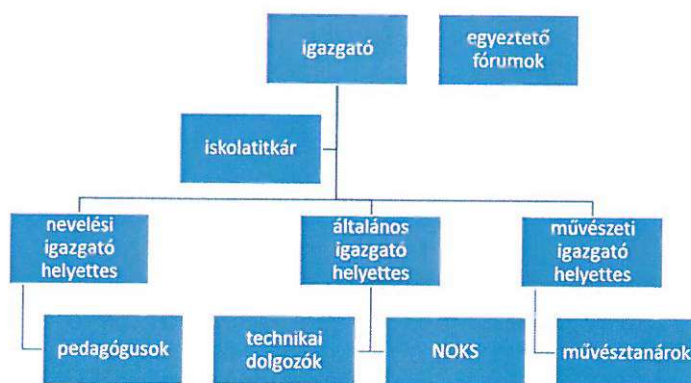 igazgató
egyeztető
fórumok
iskolatitkár
nevelési
igazgató
helyettes
általános
igazgató
helyettes
művészeti
igazgató
helyettes
pedagógusok
technikai
dolgozók
NOKS
művésztanárok